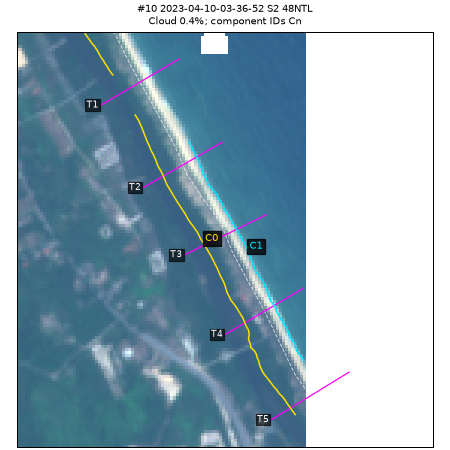 #10 2023-04-10-03-36-52 S2 48NTL
Cloud 0.4%; component IDs Cn
T1
T2
C0
C1
T3
T4
T5